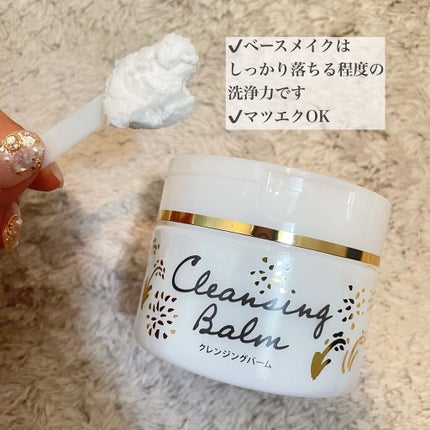 ✓ベースメイクは
しっかり落ちる程度の
洗浄力です
✓マツエクOK
Cleansing
Balm
クレンジングバーム